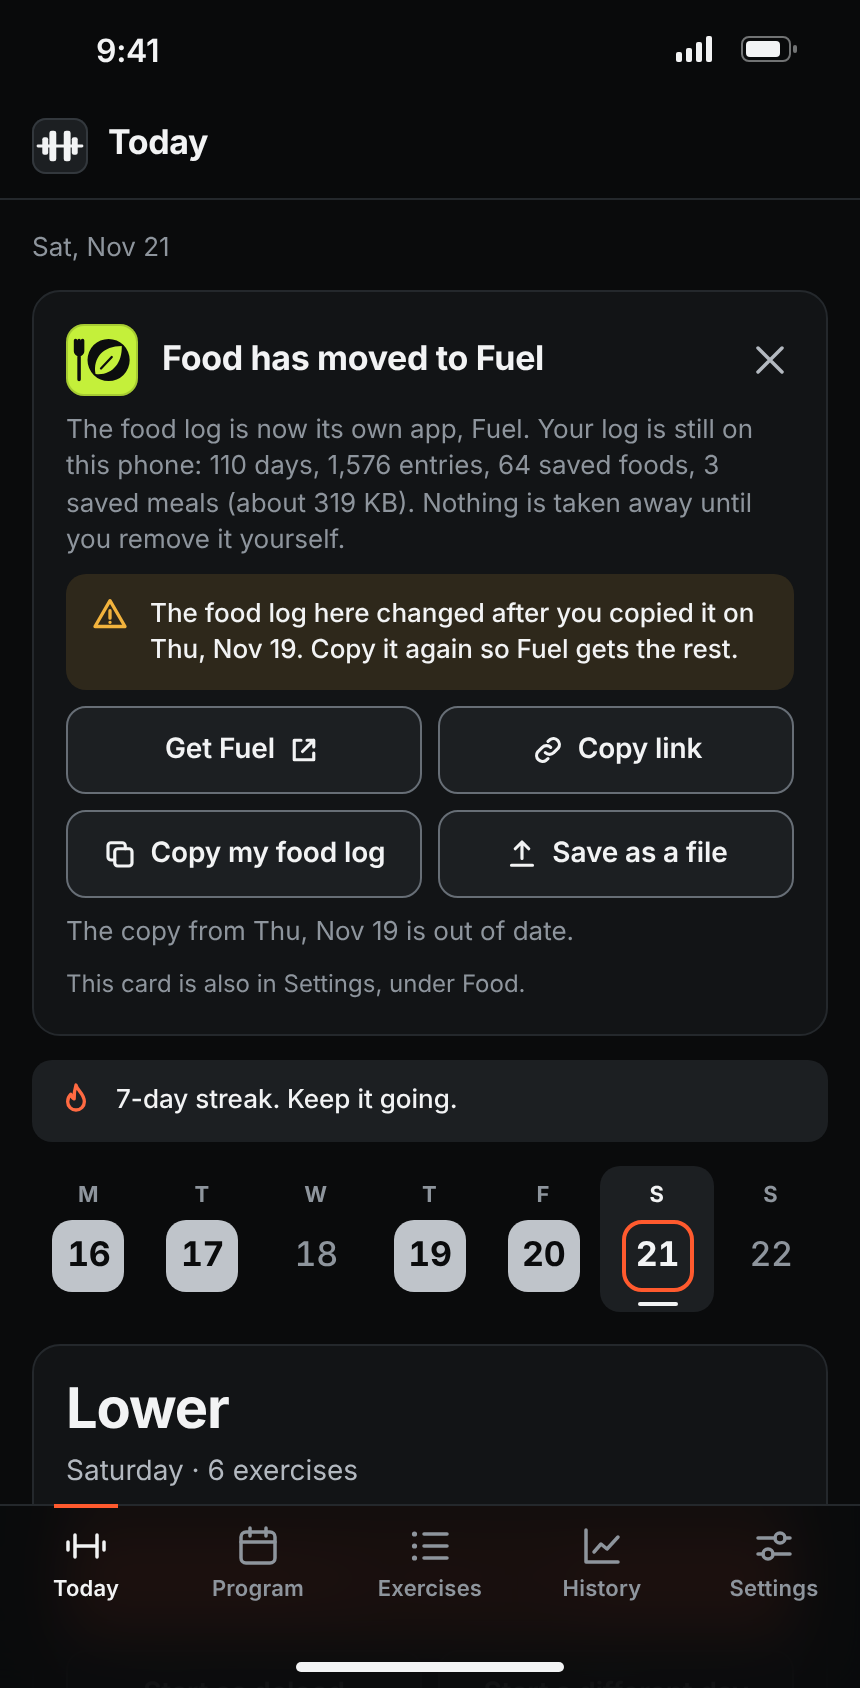 9:41
Today
Sat, Nov 21
Food has moved to Fuel
The food log is now its own app, Fuel. Your log is still on
this phone: 110 days, 1,576 entries, 64 saved foods, 3
saved meals (about 319 KB). Nothing is taken away until
you remove it yourself.
The food log here changed after you copied it on
Thu, Nov 19. Copy it again so Fuel gets the rest.
Get Fuel
Copy link
Copy my food log
Save as a file
The copy from Thu, Nov 19 is out of date.
This card is also in Settings, under Food.
7-day streak. Keep it going.
M T W T F S S
16 17 18 19 20 21 22
Lower
Saturday · 6 exercises
Today Program Exercises History Settings